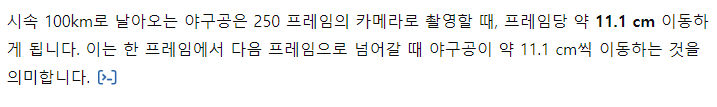 시속 100km로 날아오는 야구공은 250 프레임의 카메라로 촬영할 때, 프레임당 약 11.1 cm 이동하
게 됩니다. 이는 한 프레임에서 다음 프레임으로 넘어갈 때 야구공이 약 11.1 cm씩 이동하는 것을
의미합니다. [>-]